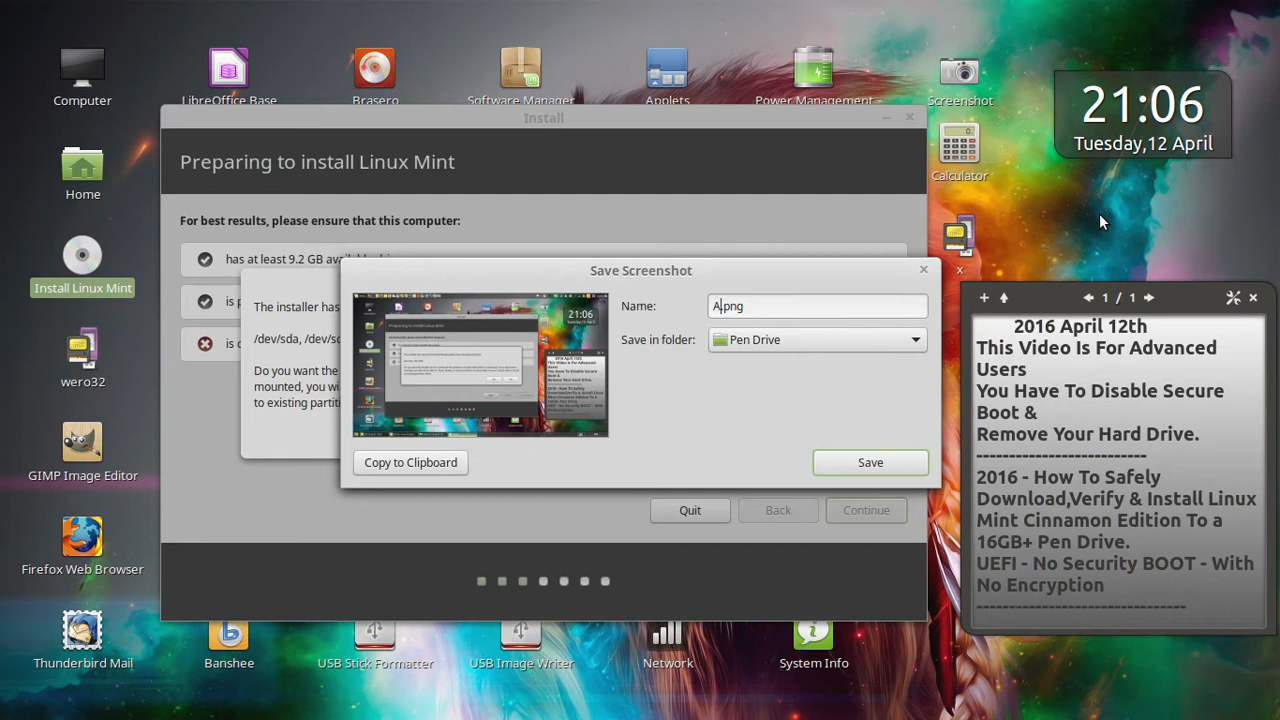 Computer
LibreOffice Base
Brasero
Software Manager
Applets
Power Management -
Screenshot
21:06
Tuesday,12 April
Install
Preparing to install Linux Mint
Home
Calculator
For best results, please ensure that this computer:
has at least 9.2 GB
Install Linux Mint
x
Save Screenshot
is
The installer has
/dev/sda,
Do you want the
mounted, you wi
to existing partiti
Name:
A.png
Save in folder:
Pen Drive
Copy to Clipboard
Save
wero32
GIMP Image Editor
Quit
Back
Continue
Firefox Web Browser
Thunderbird Mail
Banshee
USB Stick Formatter
USB Image Writer
Network
System Info
1 / 1
2016 April 12th
This Video Is For Advanced
Users
You Have To Disable Secure
Boot &
Remove Your Hard Drive.
--------------------------
2016 - How To Safely
Download,Verify & Install Linux
Mint Cinnamon Edition To a
16GB+ Pen Drive.
UEFI - No Security BOOT - With
No Encryption
--------------------------------